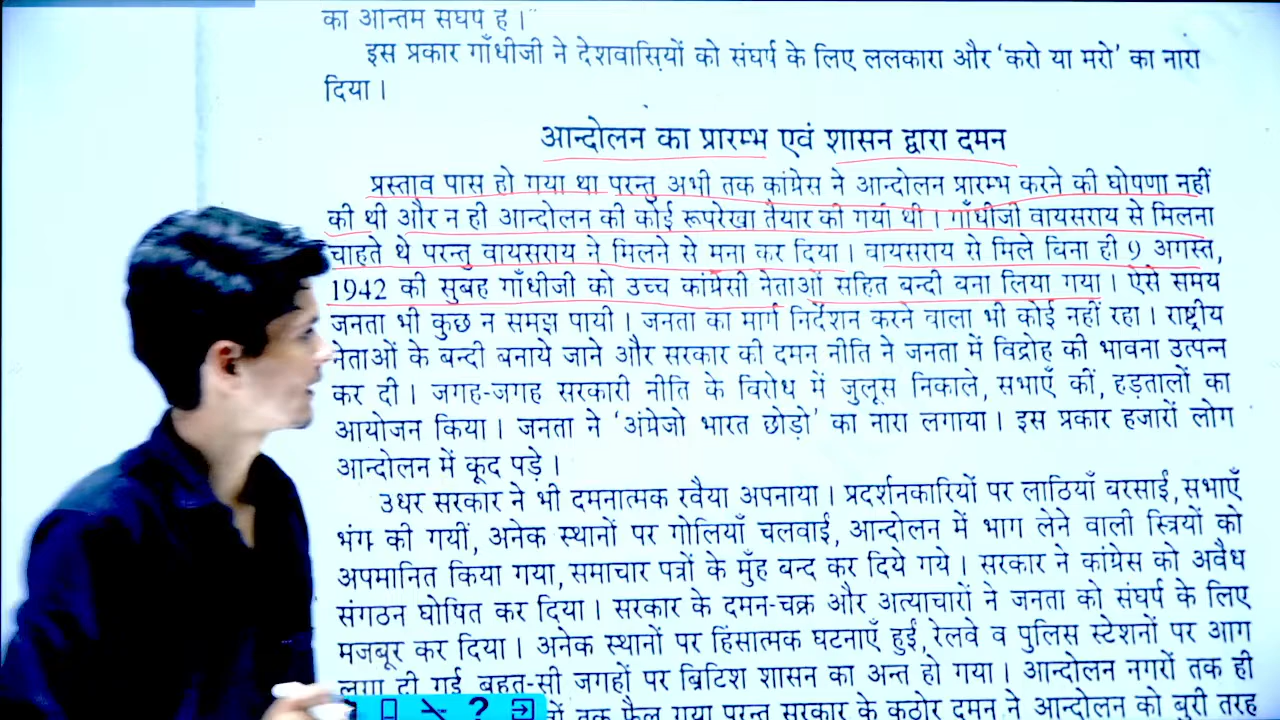 का अन्तिम संघर्ष है।"
इस प्रकार गाँधीजी ने देशवासियों को संघर्ष के लिए ललकारा और 'करो या मरो' का नारा
दिया।
आन्दोलन का प्रारम्भ एवं शासन द्वारा दमन
प्रस्ताव पास हो गया था परन्तु अभी तक कांग्रेस ने आन्दोलन प्रारम्भ करने की घोषणा नहीं
की थी और न ही आन्दोलन की कोई रूपरेखा तैयार की गयी थी। गाँधीजी वायसराय से मिलना
चाहते थे परन्तु वायसराय ने मिलने से मना कर दिया। वायसराय से मिले बिना ही 9 अगस्त,
1942 की सुबह गाँधीजी को उच्च कांग्रेसी नेताओं सहित बन्दी बना लिया गया। ऐसे समय
जनता भी कुछ न समझ पायी। जनता का मार्ग निर्देशन करने वाला भी कोई नहीं रहा। राष्ट्रीय
नेताओं के बन्दी बनाये जाने और सरकार की दमन नीति ने जनता में विद्रोह की भावना उत्पन्न
कर दी। जगह-जगह सरकारी नीति के विरोध में जुलूस निकाले, सभाएँ कीं, हड़तालों का
आयोजन किया। जनता ने 'अंग्रेजो भारत छोड़ो' का नारा लगाया। इस प्रकार हजारों लोग
आन्दोलन में कूद पड़े।
उधर सरकार ने भी दमनात्मक रवैया अपनाया। प्रदर्शनकारियों पर लाठियाँ बरसाईं, सभाएँ
भंग की गयीं, अनेक स्थानों पर गोलियाँ चलवाईं, आन्दोलन में भाग लेने वाली स्त्रियों को
अपमानित किया गया, समाचार पत्रों के मुँह बन्द कर दिये गये। सरकार ने कांग्रेस को अवैध
संगठन घोषित कर दिया। सरकार के दमन-चक्र और अत्याचारों ने जनता को संघर्ष के लिए
मजबूर कर दिया। अनेक स्थानों पर हिंसात्मक घटनाएँ हुईं, रेलवे व पुलिस स्टेशनों पर आग
लगा दी गई बहुत-सी जगहों पर ब्रिटिश शासन का अन्त हो गया। आन्दोलन नगरों तक ही
तक फैल गया परन्तु सरकार के कठोर दमन ने आन्दोलन को बुरी तरह